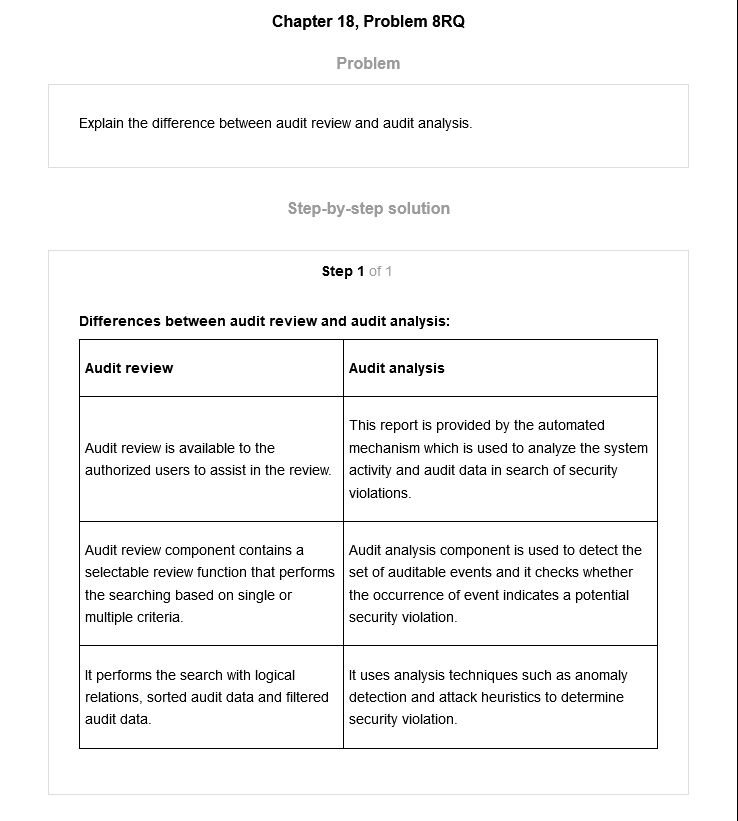 Chapter 18, Problem 8RQ
Problem
Explain the difference between audit review and audit analysis.
Step-by-step solution
Step 1 of 1
Differences between audit review and audit analysis:
Audit review
Audit analysis
Audit review is available to the
authorized users to assist in the review.
This report is provided by the automated
mechanism which is used to analyze the system
activity and audit data in search of security
violations.
Audit review component contains a
selectable review function that performs
the searching based on single or
multiple criteria.
Audit analysis component is used to detect the
set of auditable events and it checks whether
the occurrence of event indicates a potential
security violation.
It performs the search with logical
relations, sorted audit data and filtered
audit data.
It uses analysis techniques such as anomaly
detection and attack heuristics to determine
security violation.